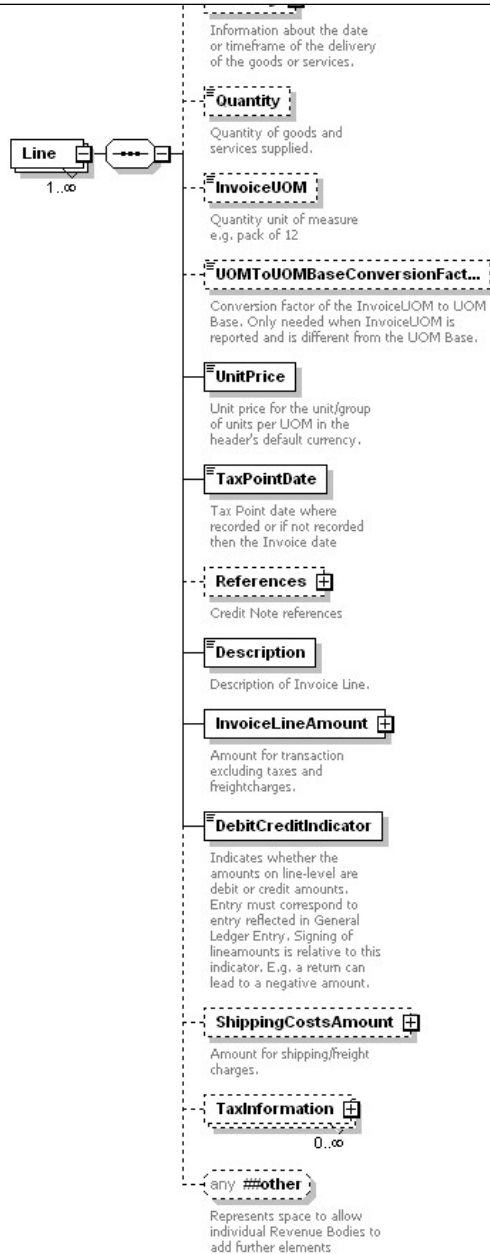 Information about the date
or timeframe of the delivery
of the goods or services.
Quantity
Quantity of goods and
services supplied.
Line
1..∞
InvoiceUOM
Quantity unit of measure
e.g. pack of 12
UOMToUOMBaseConversionFact...
Conversion factor of the InvoiceUOM to UOM
Base. Only needed when InvoiceUOM is
reported and is different from the UOM Base.
UnitPrice
Unit price for the unit/group
of units per UOM in the
header's default currency.
TaxPointDate
Tax Point date where
recorded or if not recorded
then the Invoice date
References
Credit Note references
Description
Description of Invoice Line.
InvoiceLineAmount
Amount for transaction
excluding taxes and
freightcharges.
DebitCreditIndicator
Indicates whether the
amounts on line-level are
debit or credit amounts.
Entry must correspond to
entry reflected in General
Ledger Entry. Signing of
lineamounts is relative to this
indicator. E.g. a return can
lead to a negative amount.
ShippingCostsAmount
Amount for shipping/freight
charges.
TaxInformation
0..∞
any ##other
Represents space to allow
individual Revenue Bodies to
add further elements